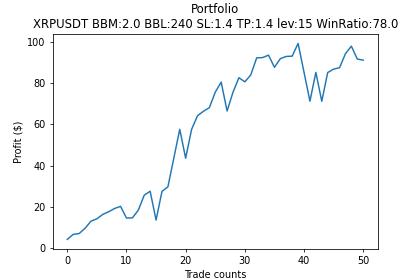 Portfolio
XRPUSDT BBM:2.0 BBL:240 SL:1.4 TP:1.4 lev:15 WinRatio:78.0
100
80
60
40
20
0
Profit ($)
0 10 20 30 40 50
Trade counts